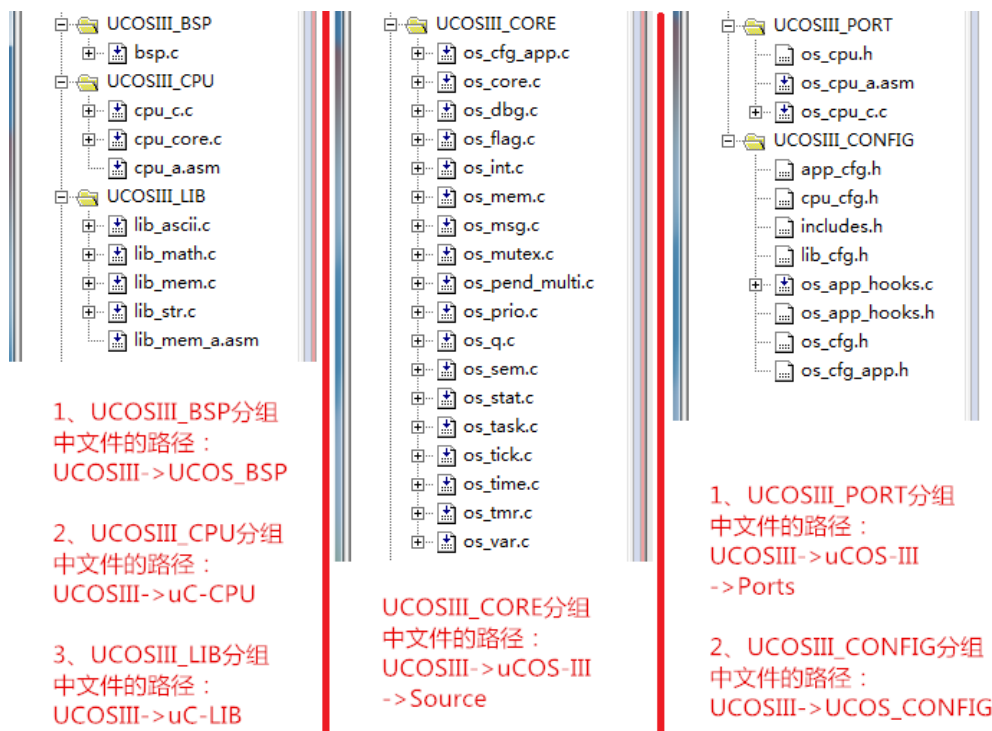 UCOSIII_BSP
bsp.c
UCOSIII_CPU
cpu_c.c
cpu_core.c
cpu_a.asm
UCOSIII_LIB
lib_ascii.c
lib_math.c
lib_mem.c
lib_str.c
lib_mem_a.asm
1、UCOSIII_BSP分组
中文件的路径：
UCOSIII->UCOS_BSP
2、UCOSIII_CPU分组
中文件的路径：
UCOSIII->uC-CPU
3、UCOSIII_LIB分组
中文件的路径：
UCOSIII->uC-LIB
UCOSIII_CORE
os_cfg_app.c
os_core.c
os_dbg.c
os_flag.c
os_int.c
os_mem.c
os_msg.c
os_mutex.c
os_pend_multi.c
os_prio.c
os_q.c
os_sem.c
os_stat.c
os_task.c
os_tick.c
os_time.c
os_tmr.c
os_var.c
UCOSIII_CORE分组
中文件的路径：
UCOSIII->uCOS-III
->Source
UCOSIII_PORT
os_cpu.h
os_cpu_a.asm
os_cpu_c.c
UCOSIII_CONFIG
app_cfg.h
cpu_cfg.h
includes.h
lib_cfg.h
os_app_hooks.c
os_app_hooks.h
os_cfg.h
os_cfg_app.h
1、UCOSIII_PORT分组
中文件的路径：
UCOSIII->uCOS-III
->Ports
2、UCOSIII_CONFIG分组
中文件的路径：
UCOSIII->UCOS_CONFIG